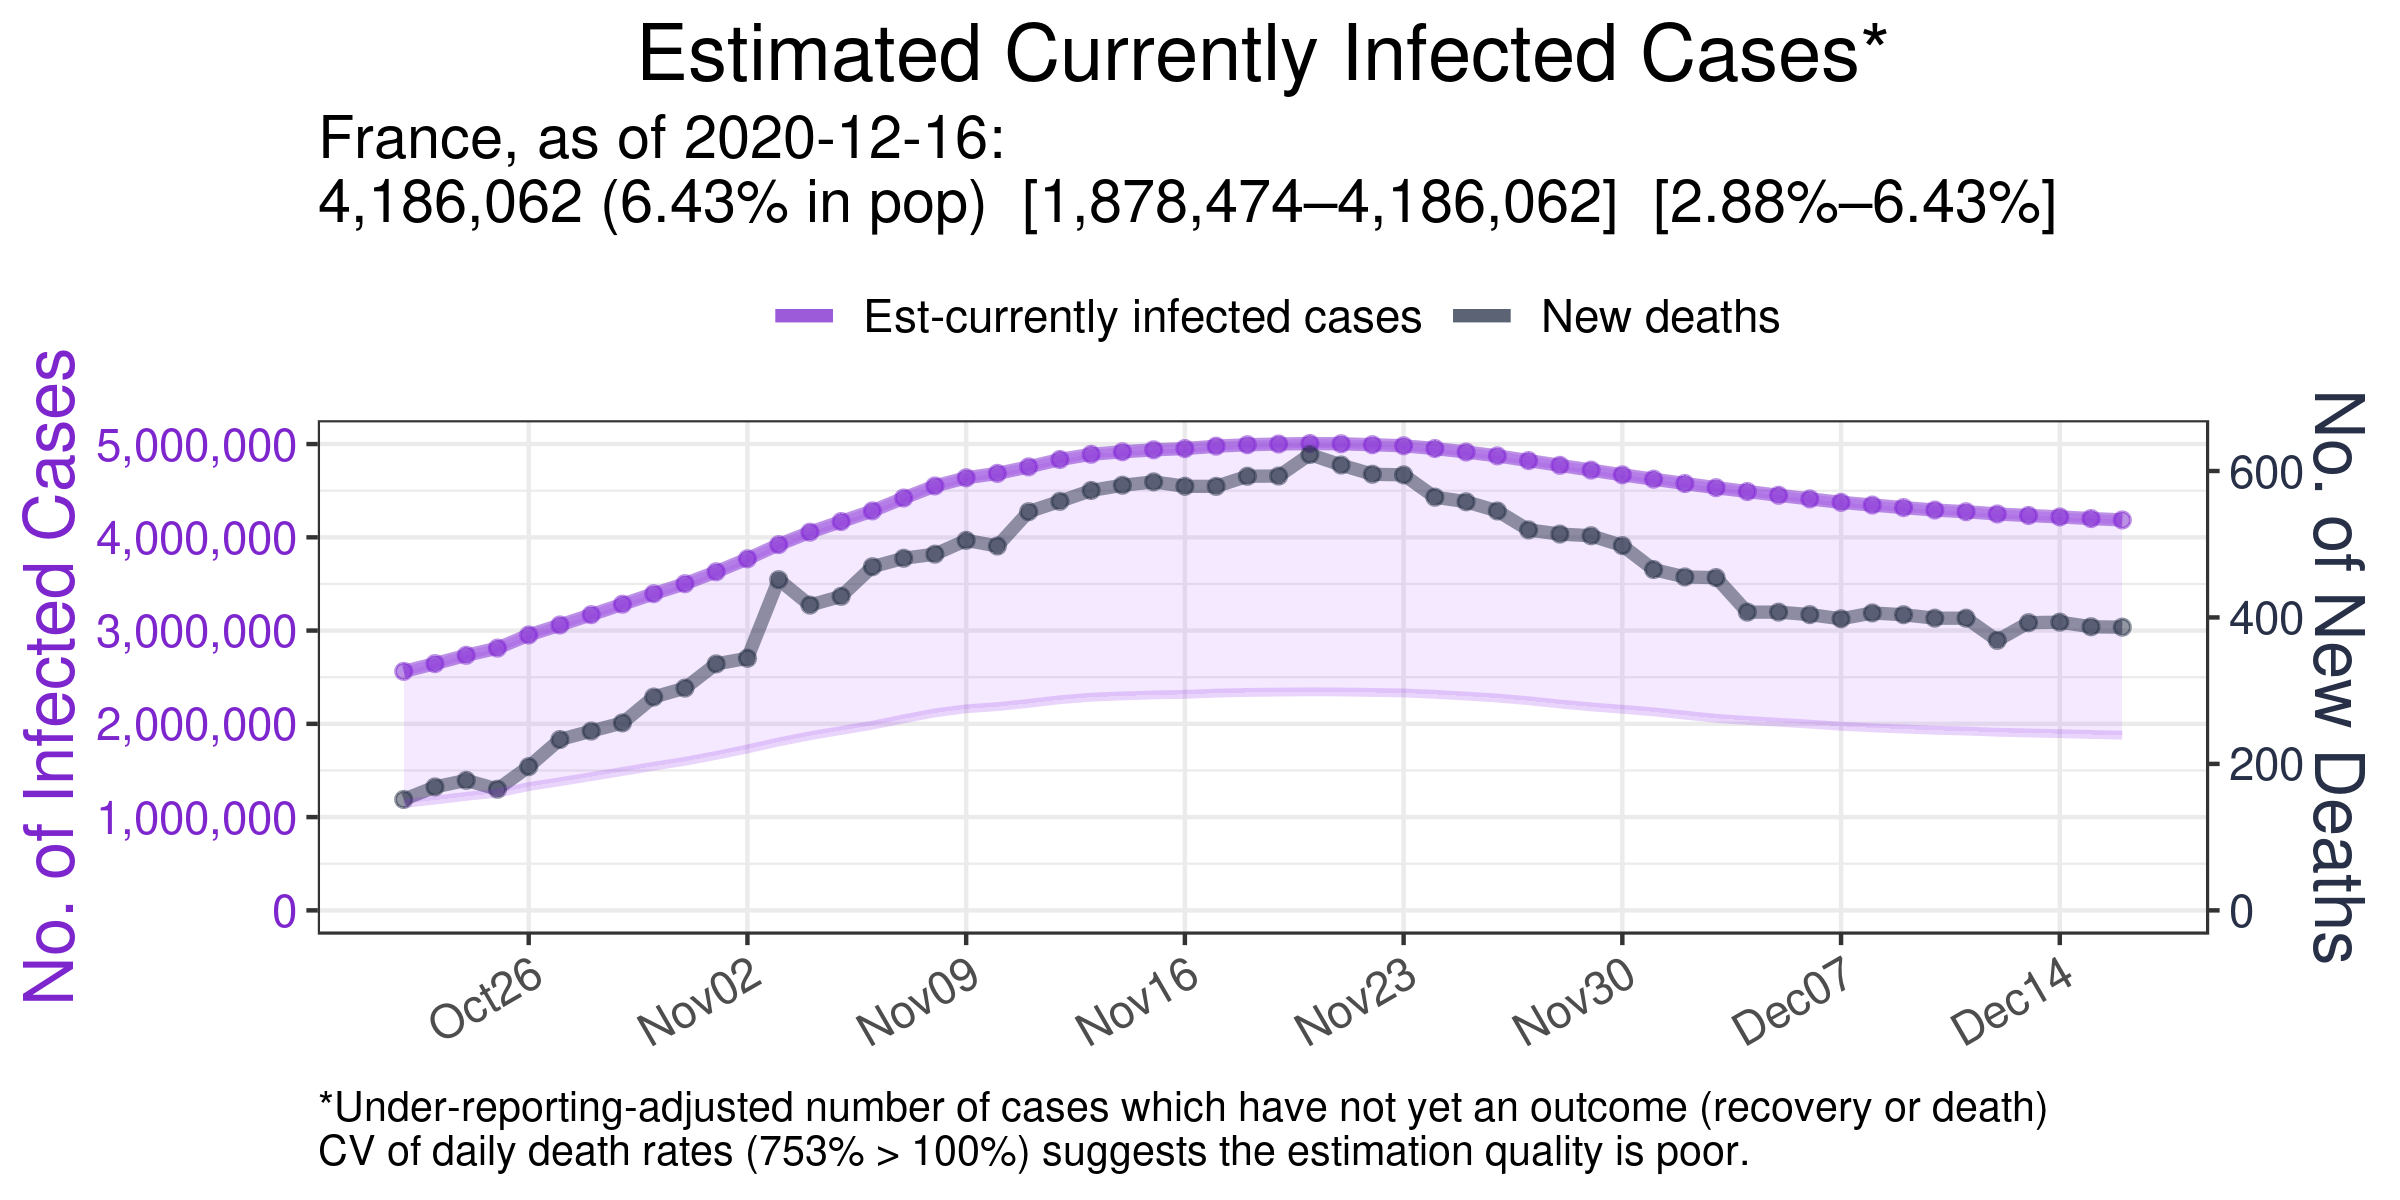 Estimated Currently Infected Cases*
France, as of 2020-12-16:
4,186,062 (6.43% in pop)  [1,878,474–4,186,062]  [2.88%–6.43%]
Est-currently infected cases
New deaths
No. of Infected Cases
5,000,000
4,000,000
3,000,000
2,000,000
1,000,000
0
No. of New Deaths
600
400
200
0
Oct26
Nov02
Nov09
Nov16
Nov23
Nov30
Dec07
Dec14
*Under-reporting-adjusted number of cases which have not yet an outcome (recovery or death)
CV of daily death rates (753% > 100%) suggests the estimation quality is poor.